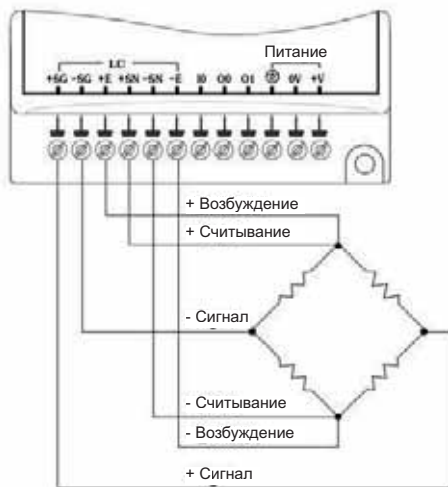 Питание
LC
+SG -SG +E +SN -SN -E I0 O0 O1 0V +V
+ Возбуждение
+ Считывание
- Сигнал
- Считывание
- Возбуждение
+ Сигнал